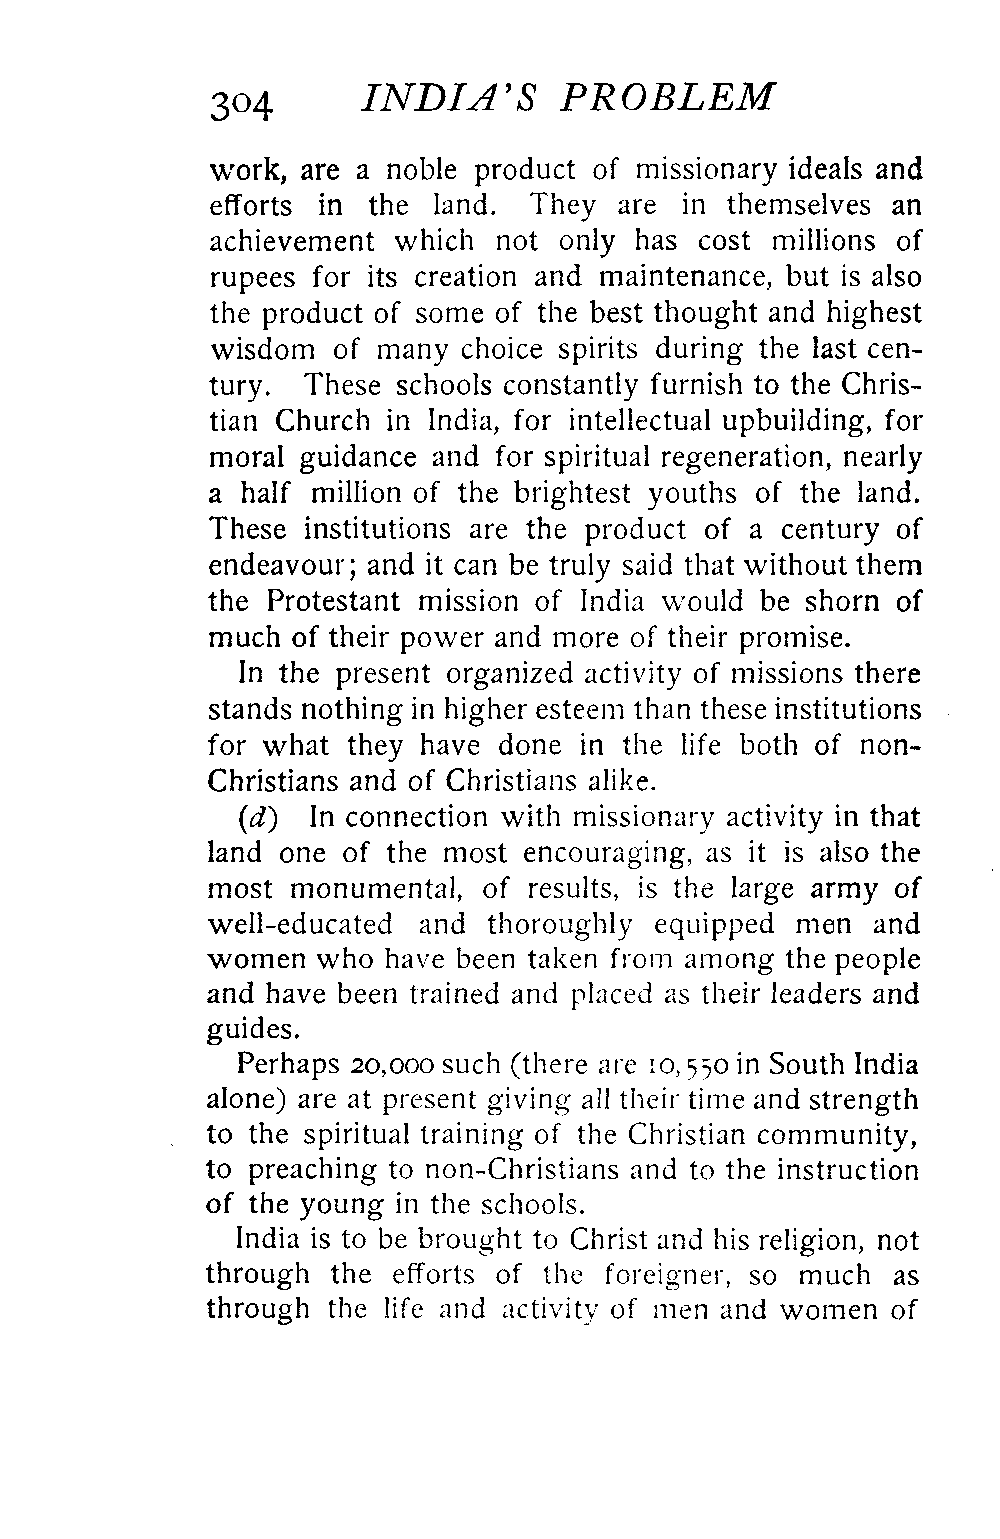 304 INDIA'S PROBLEM
work, are a noble product of missionary ideals and
efforts in the land. They are in themselves an
achievement which not only has cost millions of
rupees for its creation and maintenance, but is also
the product of some of the best thought and highest
wisdom of many choice spirits during the last cen-
tury. These schools constantly furnish to the Chris-
tian Church in India, for intellectual upbuilding, for
moral guidance and for spiritual regeneration, nearly
a half million of the brightest youths of the land.
These institutions are the product of a century of
endeavour; and it can be truly said that without them
the Protestant mission of India would be shorn of
much of their power and more of their promise.
In the present organized activity of missions there
stands nothing in higher esteem than these institutions
for what they have done in the life both of non-
Christians and of Christians alike.
(d) In connection with missionary activity in that
land one of the most encouraging, as it is also the
most monumental, of results, is the large army of
well-educated and thoroughly equipped men and
women who have been taken from among the people
and have been trained and placed as their leaders and
guides.
Perhaps 20,000 such (there are 10,550 in South India
alone) are at present giving all their time and strength
to the spiritual training of the Christian community,
to preaching to non-Christians and to the instruction
of the young in the schools.
India is to be brought to Christ and his religion, not
through the efforts of the foreigner, so much as
through the life and activity of men and women of